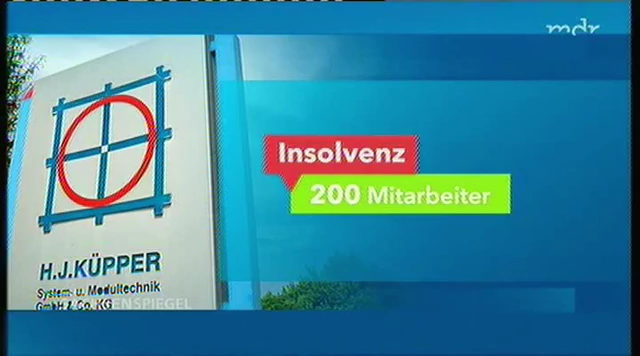 mdr
Insolvenz
200 Mitarbeiter
H.J.KÜPPER
System- u. Modultechnik
GmbH & Co. KG
ENSPIEGEL